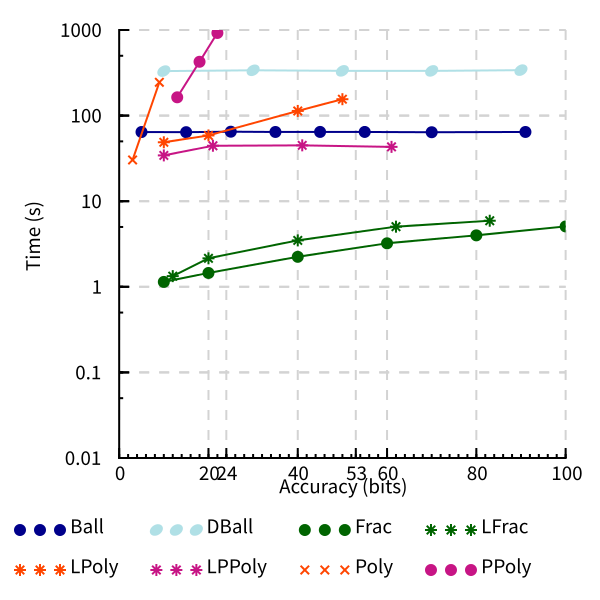 1000
100
10
1
0.1
0.01
Time (s)
0 20 24 40 53 60 80 100
Accuracy (bits)
Ball DBall Frac LFrac
LPoly LPPoly Poly PPoly